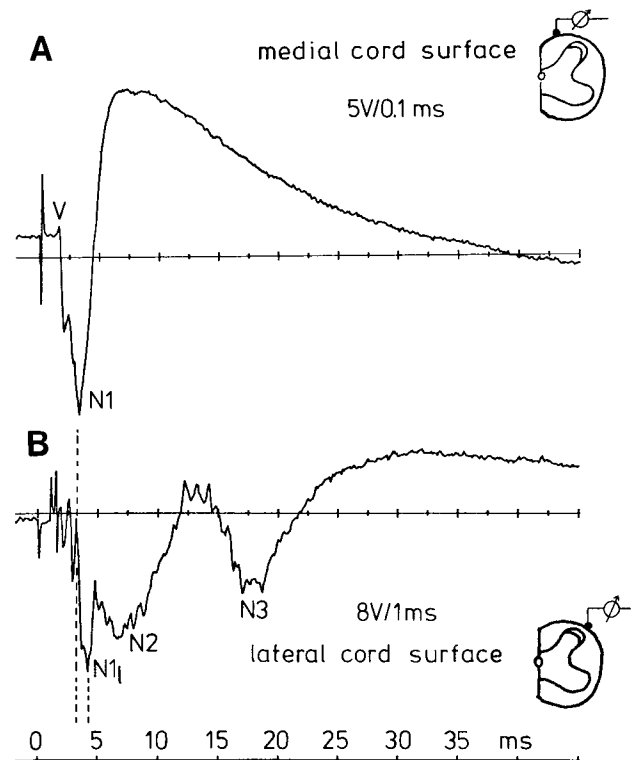 A
medial cord surface
5V/0.1 ms
V
N1
B
N3
8V/1ms
N2
lateral cord surface
N1l
0 5 10 15 20 25 30 35 ms